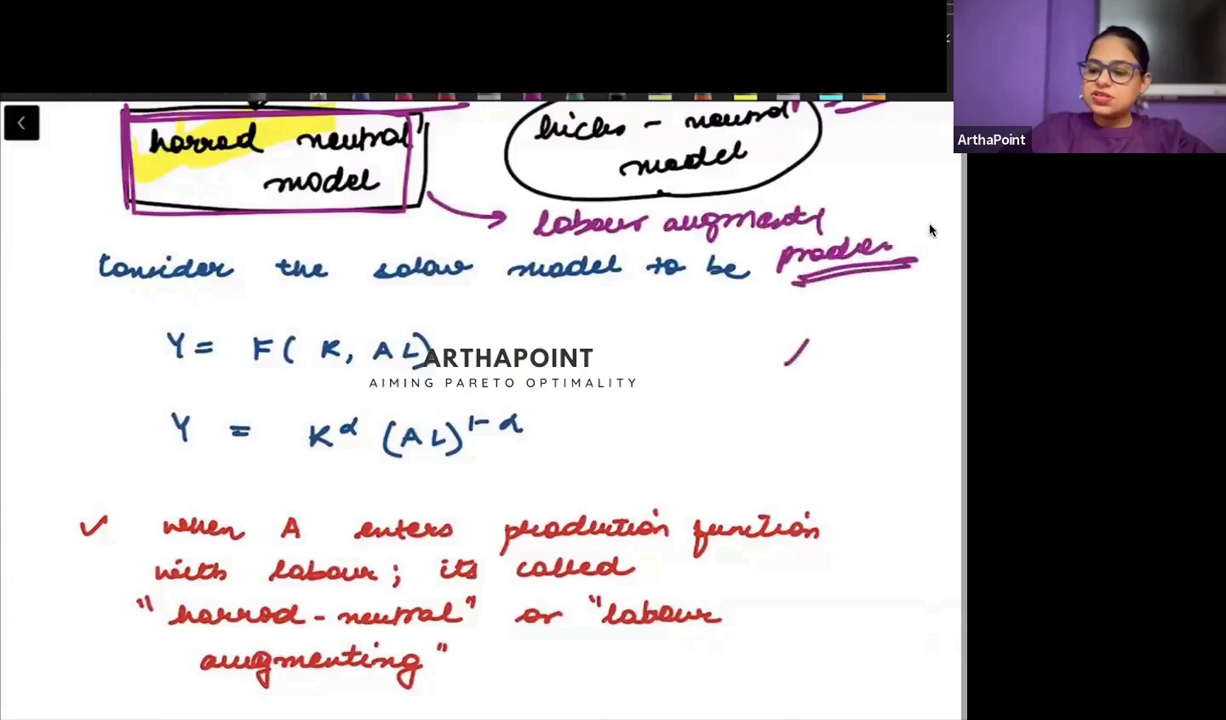 ArthaPoint
harrod neutral"
model
hicks - neutral"
model
labour augments
Consider the solow model to be
Y = F( K, AL)
ARTHAPOINT
AIMING PARETO OPTIMALITY
Y = K^α (AL)^1-α
✓ when A enters production function
with labour ; its called
"harrod - neutral" or "labour
augmenting"